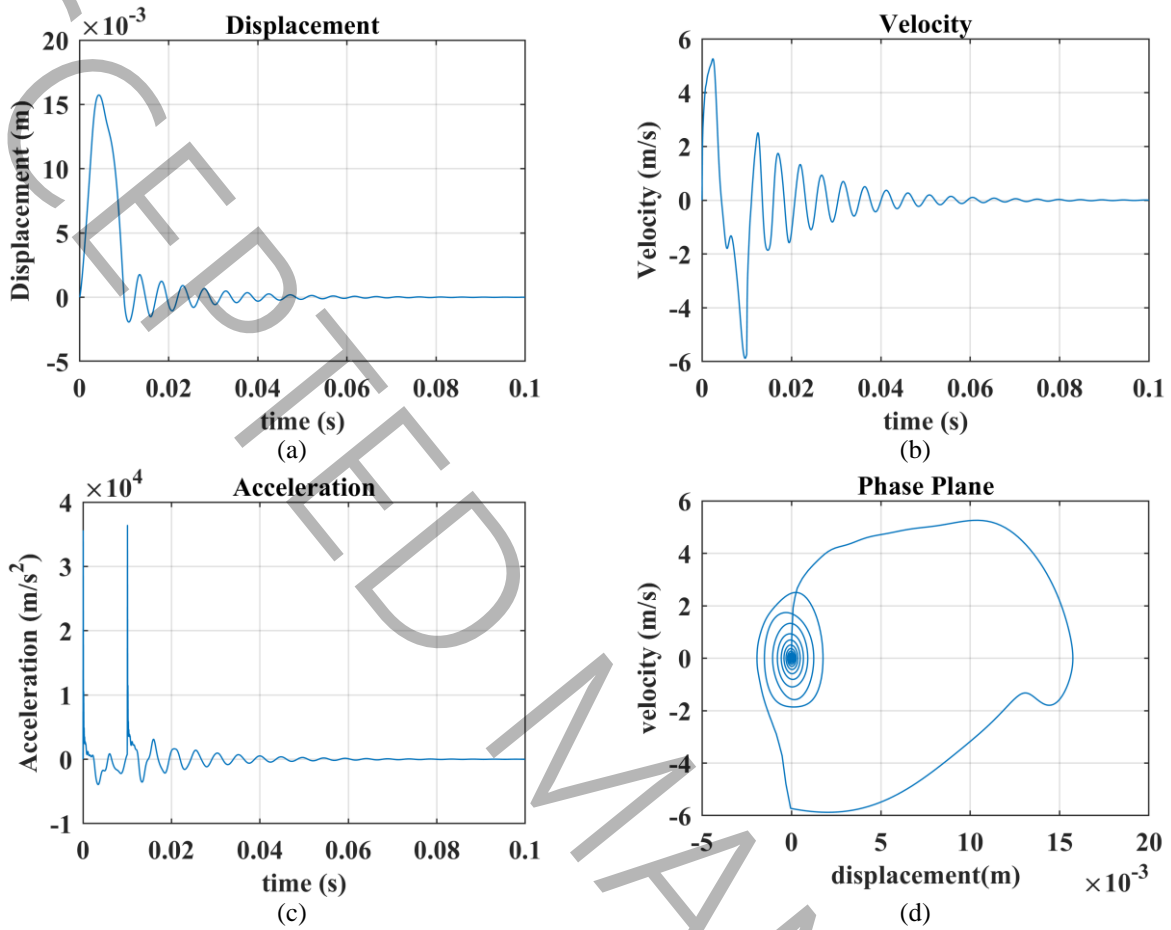 ×10⁻³
Displacement
20
15
10
5
0
-5
Displacement (m)
0 0.02 0.04 0.06 0.08 0.1
time (s)
(a)
Velocity
6
4
2
0
-2
-4
-6
Velocity (m/s)
0 0.02 0.04 0.06 0.08 0.1
time (s)
(b)
×10⁴
Acceleration
4
3
2
1
0
-1
Acceleration (m/s²)
0 0.02 0.04 0.06 0.08 0.1
time (s)
(c)
Phase Plane
6
4
2
0
-2
-4
-6
velocity (m/s)
-5 0 5 10 15 20
displacement(m)
×10⁻³
(d)
CEPTED MA